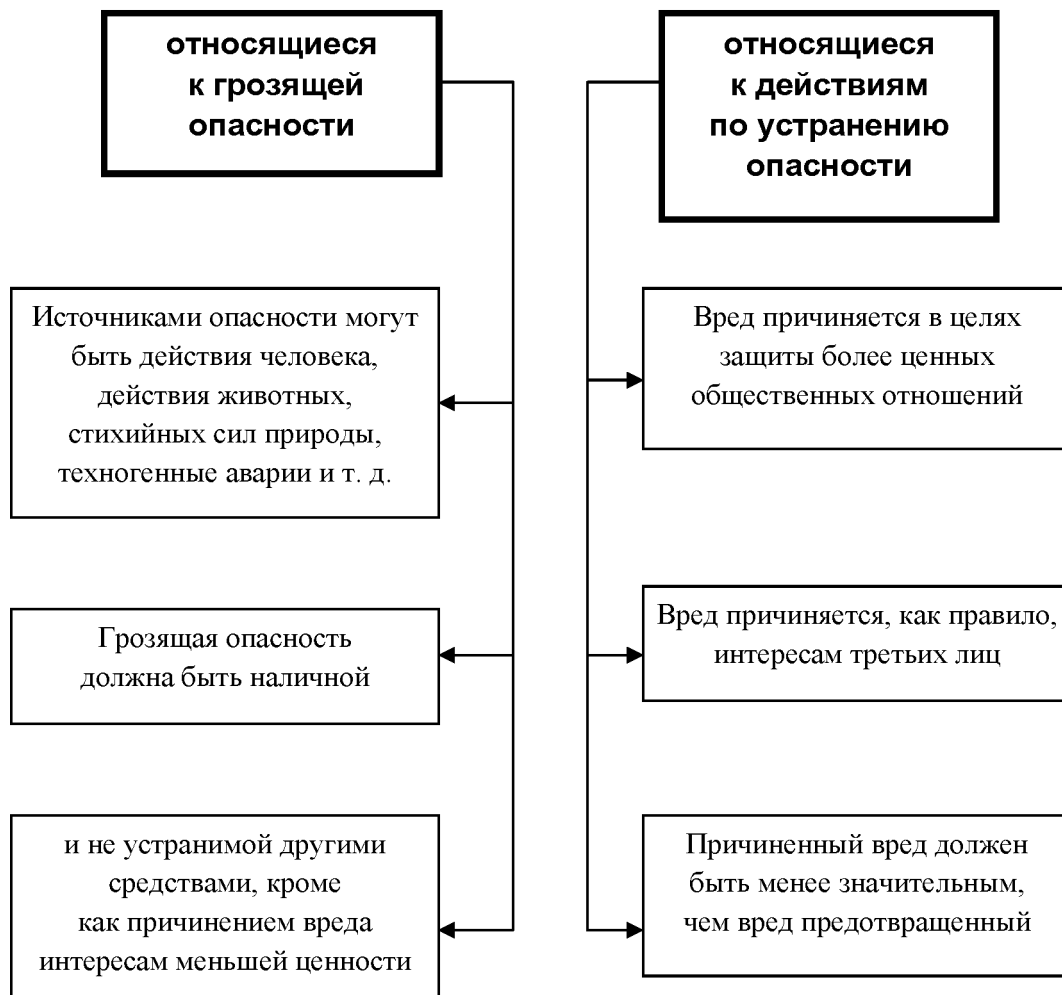 относящиеся
к грозящей
опасности
Источниками опасности могут
быть действия человека,
действия животных,
стихийных сил природы,
техногенные аварии и т. д.
Грозящая опасность
должна быть наличной
и не устранимой другими
средствами, кроме
как причинением вреда
интересам меньшей ценности
относящиеся
к действиям
по устранению
опасности
Вред причиняется в целях
защиты более ценных
общественных отношений
Вред причиняется, как правило,
интересам третьих лиц
Причиненный вред должен
быть менее значительным,
чем вред предотвращенный